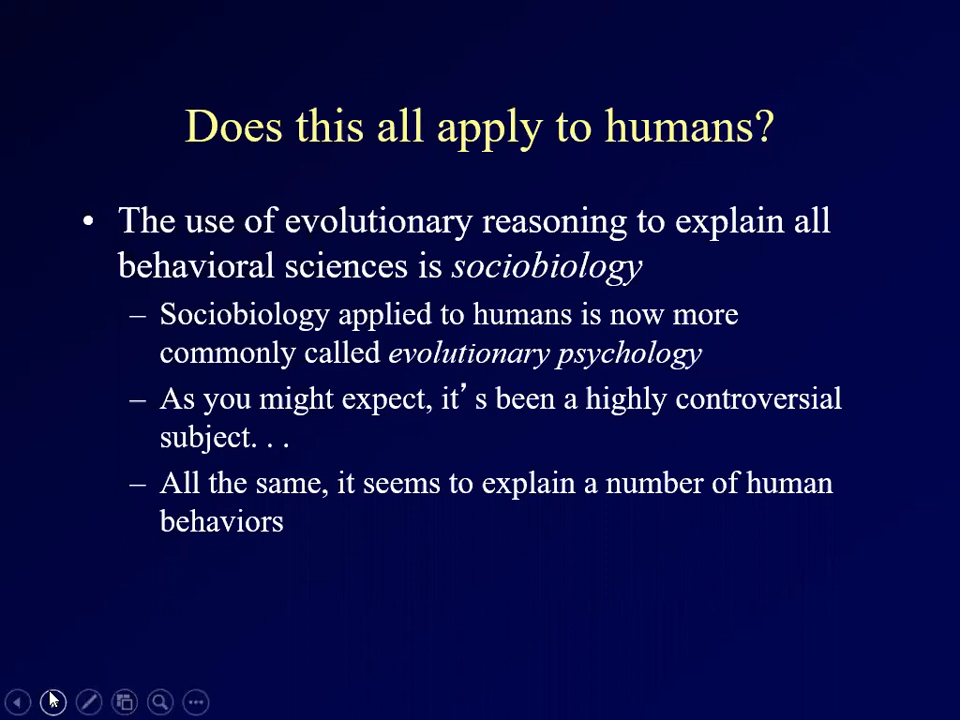 Does this all apply to humans?
• The use of evolutionary reasoning to explain all
behavioral sciences is sociobiology
– Sociobiology applied to humans is now more
commonly called evolutionary psychology
– As you might expect, it’s been a highly controversial
subject. . .
– All the same, it seems to explain a number of human
behaviors